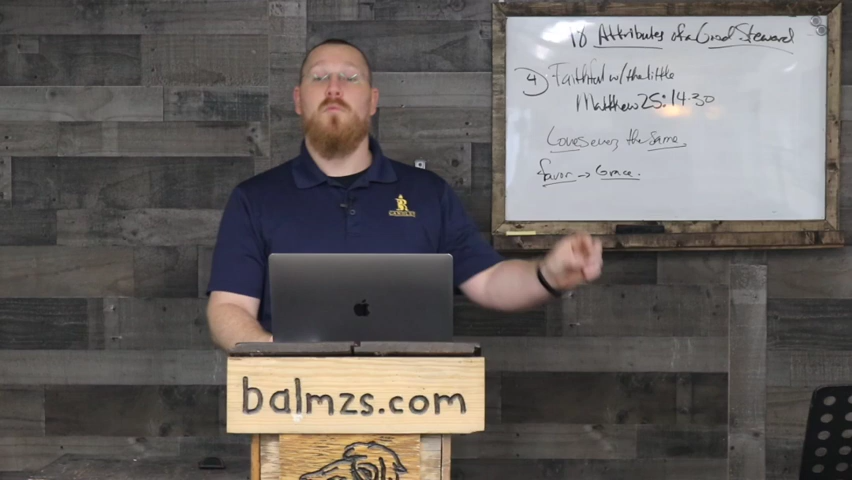 18 Attributes of a Good Steward
4) Faithful w/ the little
Matthew 25:14-30
Loves every the same.
favor → Grace.
balmzs.com